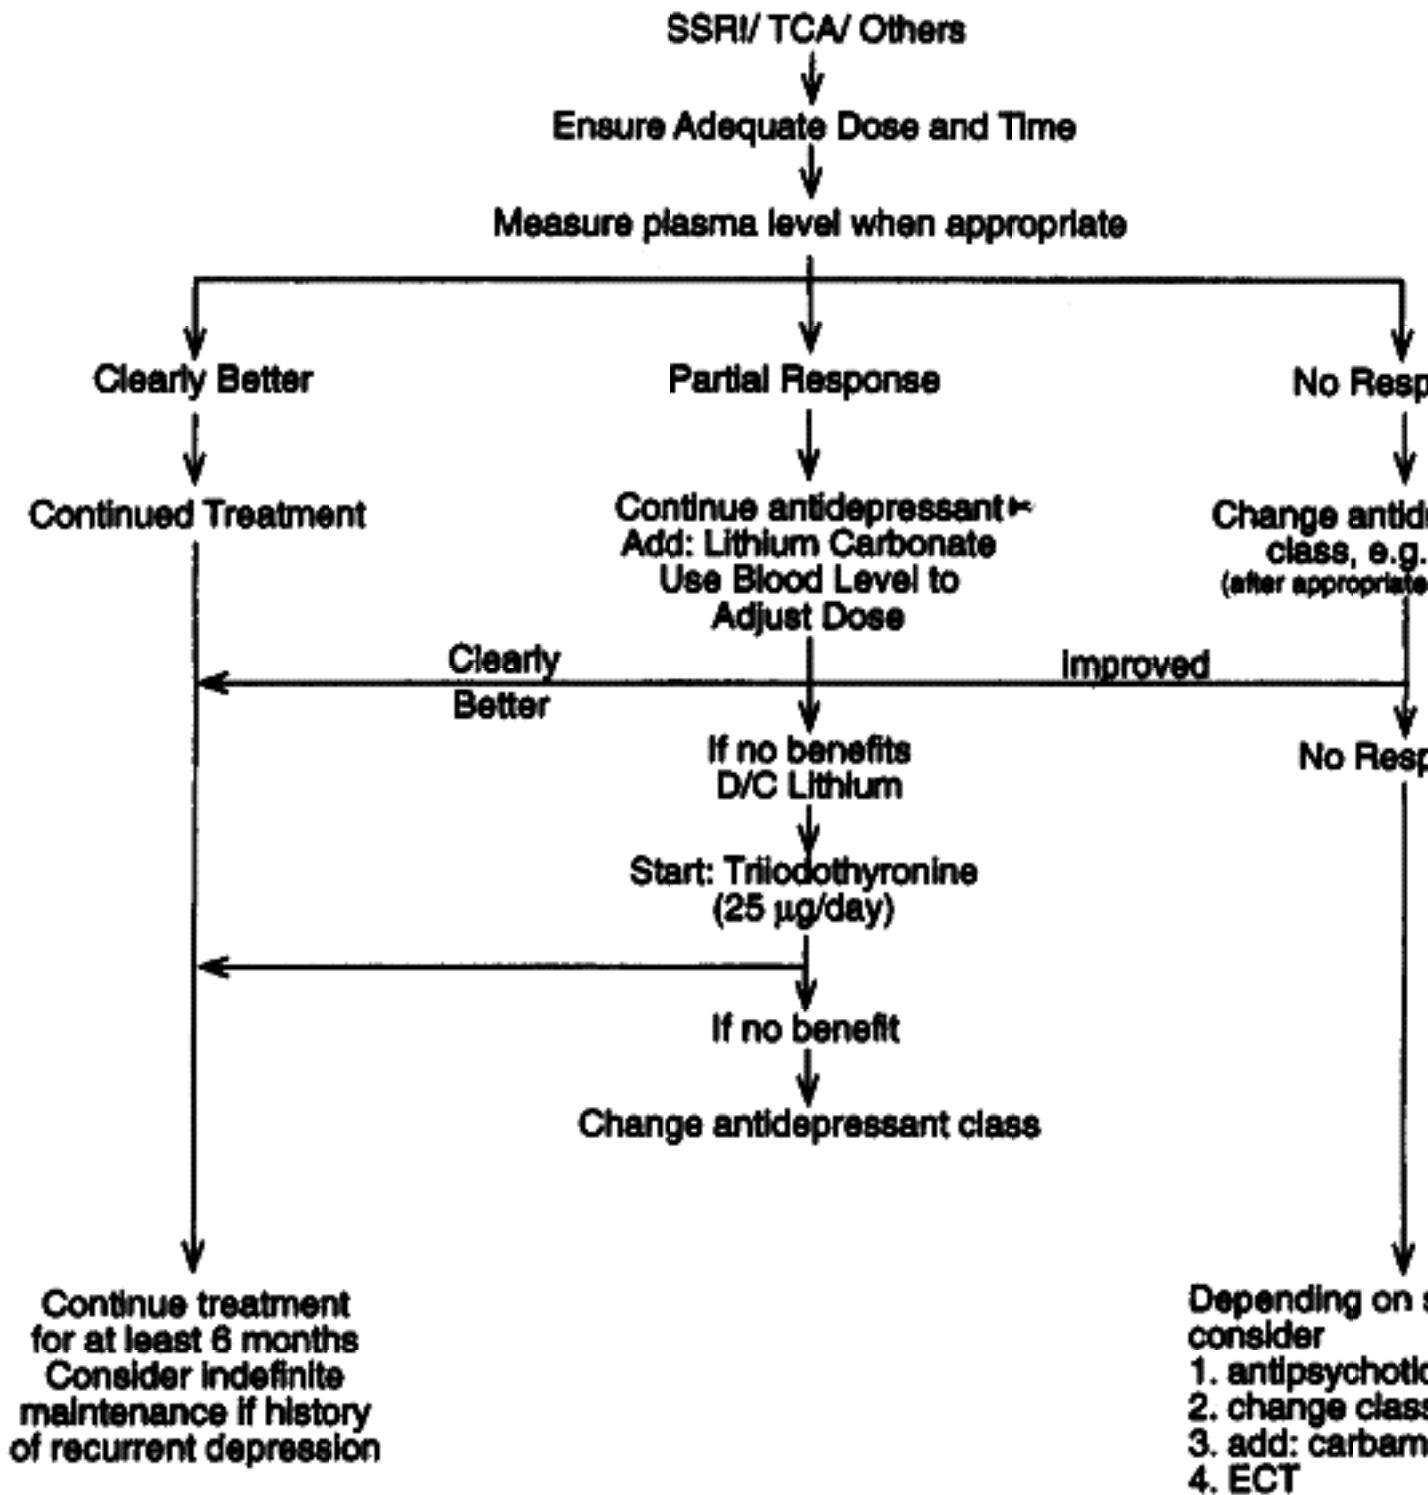 SSRI/ TCA/ Others
Ensure Adequate Dose and Time
Measure plasma level when appropriate
Clearly Better
Partial Response
No Resp
Continued Treatment
Continue antidepressant
Add: Lithium Carbonate
Use Blood Level to
Adjust Dose
Change antid
class, e.g.
(after appropriate
Clearly
Better
Improved
If no benefits
D/C Lithium
No Resp
Start: Triiodothyronine
(25 µg/day)
If no benefit
Change antidepressant class
Continue treatment
for at least 6 months
Consider indefinite
maintenance if history
of recurrent depression
Depending on s
consider
1. antipsychotic
2. change class
3. add: carbam
4. ECT